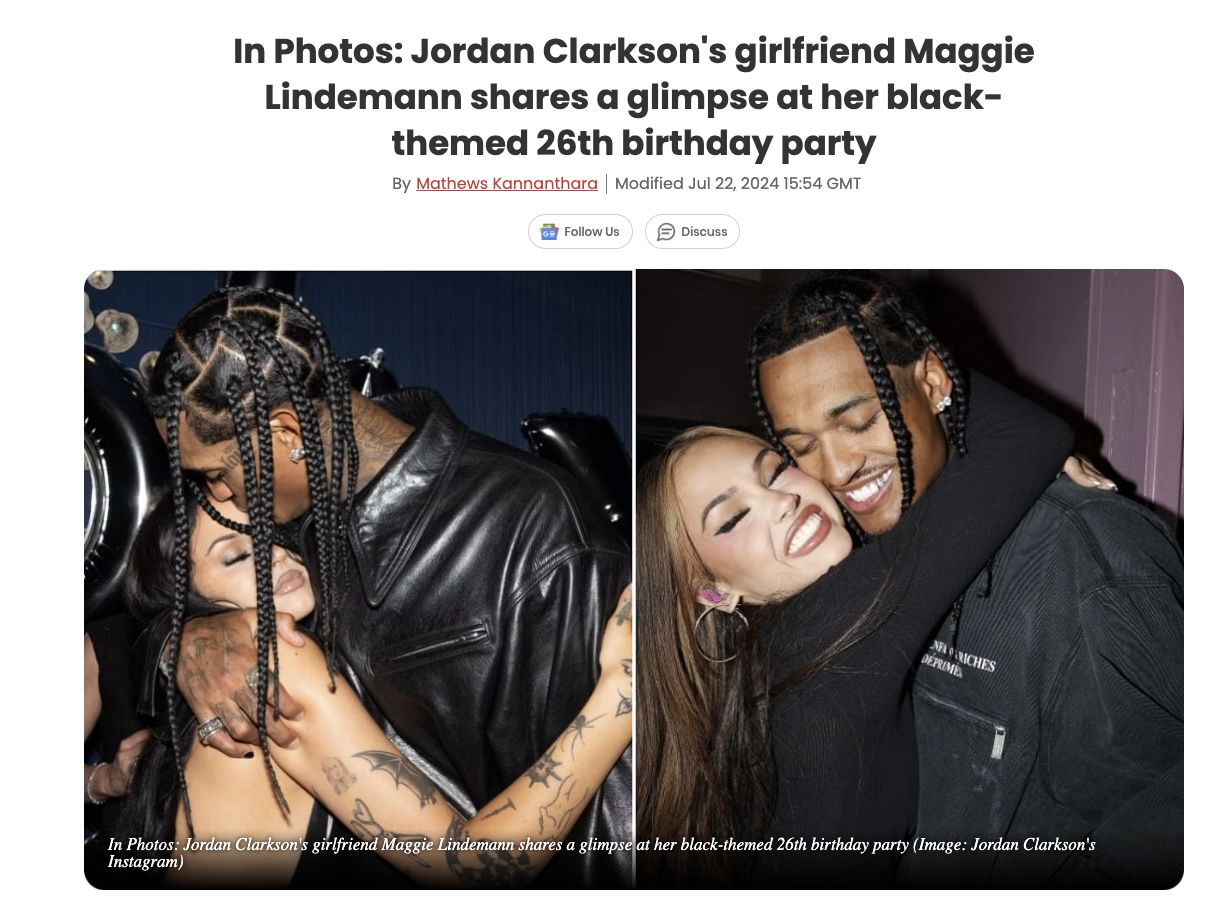 In Photos: Jordan Clarkson's girlfriend Maggie
Lindemann shares a glimpse at her black-
themed 26th birthday party
By Mathews Kannanthara | Modified Jul 22, 2024 15:54 GMT
Follow Us
Discuss
RICHES
DÉPRIMÉS
In Photos: Jordan Clarkson's girlfriend Maggie Lindemann shares a glimpse at her black-themed 26th birthday party (Image: Jordan Clarkson's
Instagram)